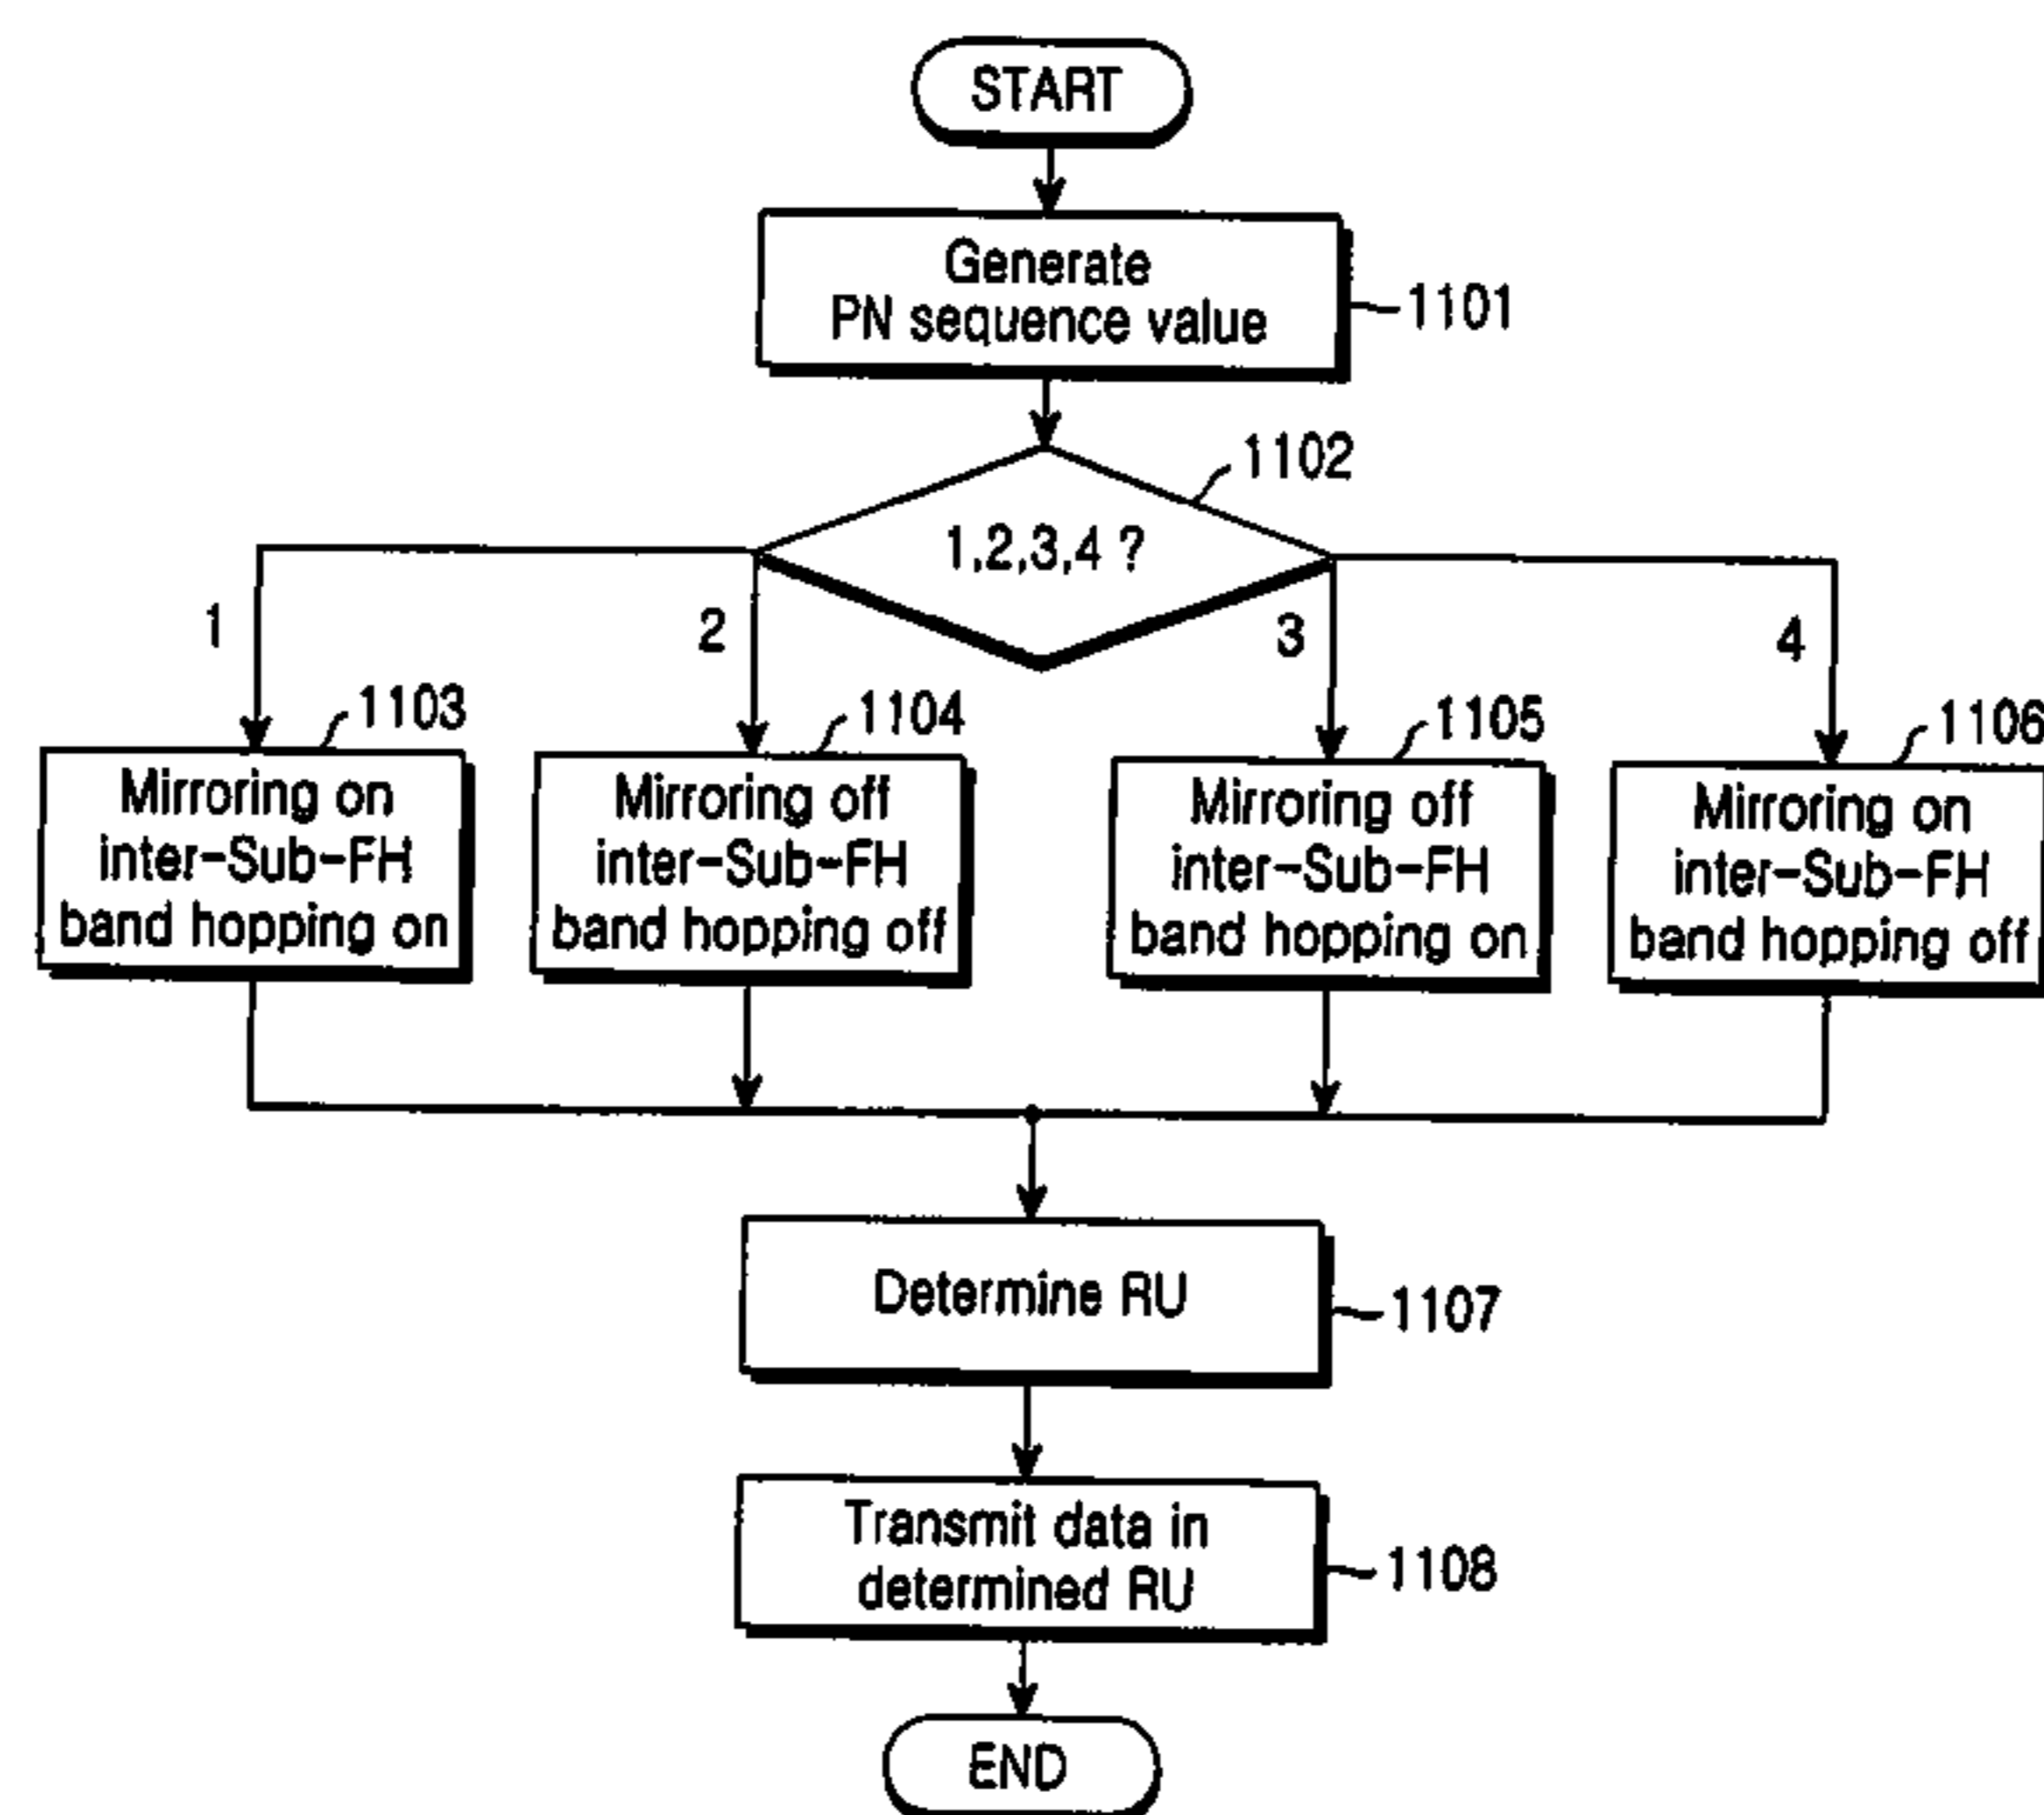 START
Generate
PN sequence value
1101
1102
1,2,3,4 ?
1
2
3
4
1103
1104
1105
1106
Mirroring on
inter-Sub-FH
band hopping on
Mirroring off
inter-Sub-FH
band hopping off
Mirroring off
inter-Sub-FH
band hopping on
Mirroring on
inter-Sub-FH
band hopping off
Determine RU
1107
Transmit data in
determined RU
1108
END